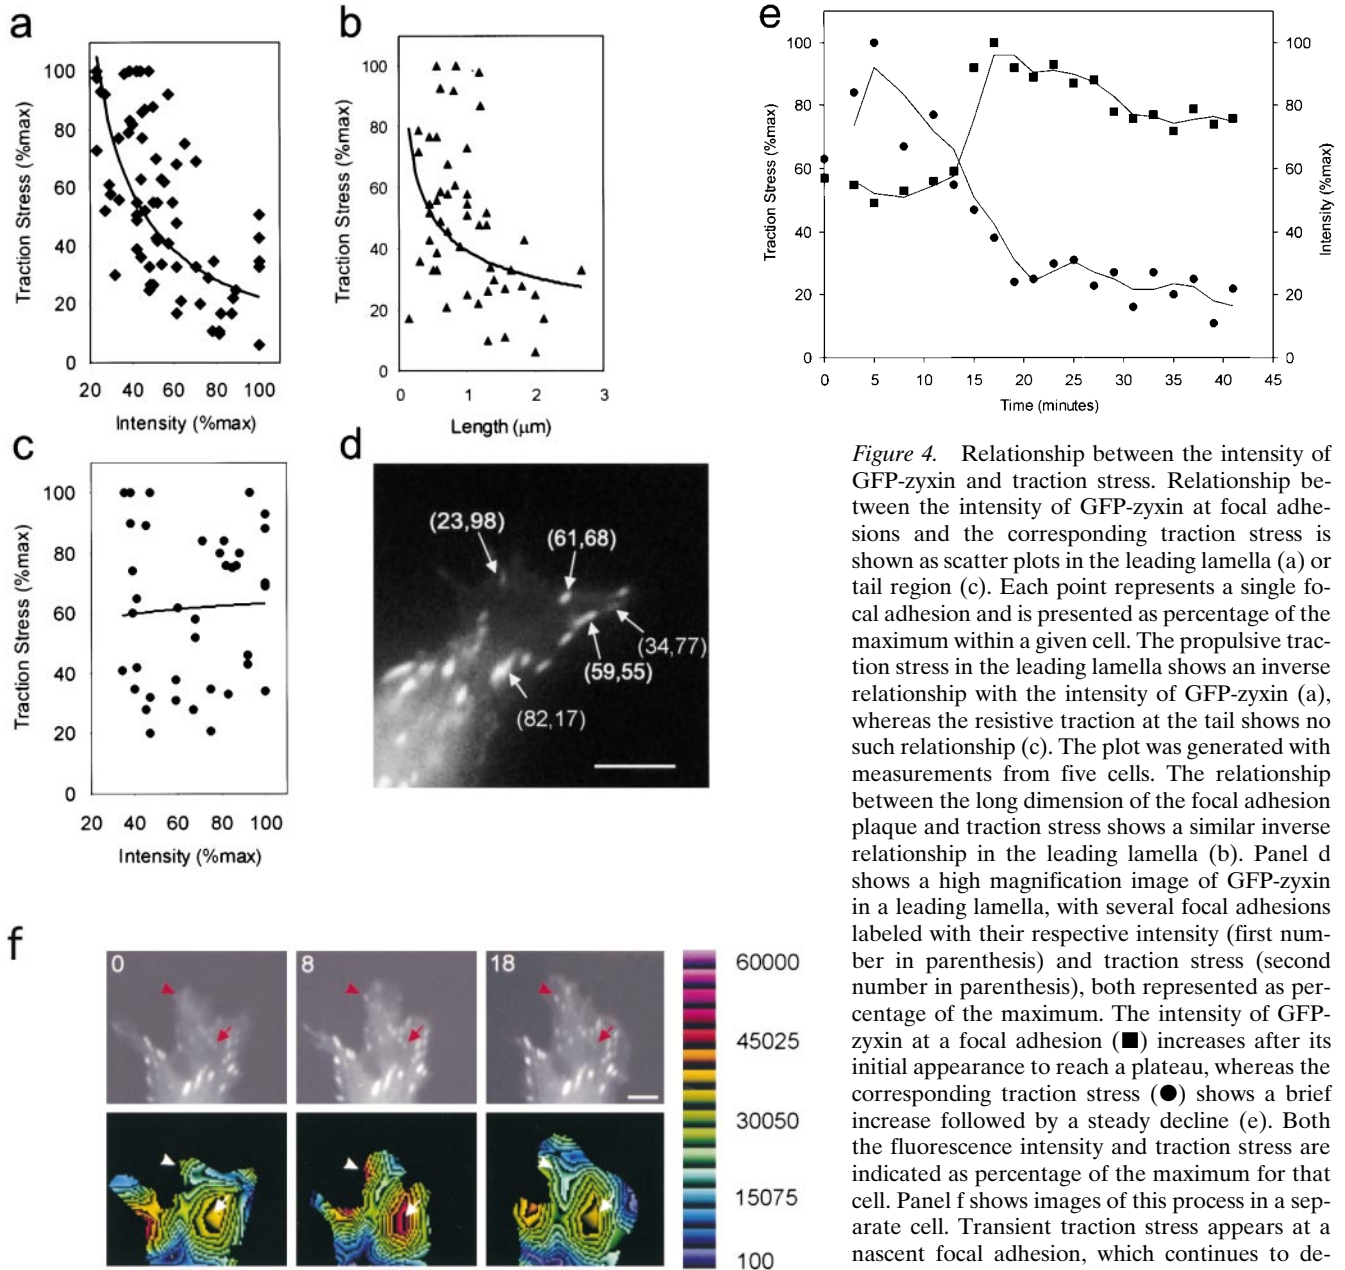 a
Traction Stress (%max)
100
80
60
40
20
0
20 40 60 80 100
Intensity (%max)
b
Traction Stress (%max)
100
80
60
40
20
0
0 1 2 3
Length (μm)
c
Traction Stress (%max)
100
80
60
40
20
0
20 40 60 80 100
Intensity (%max)
d
(23,98)
(61,68)
(34,77)
(59,55)
(82,17)
e
Traction Stress (%max)
100
80
60
40
20
0
0 5 10 15 20 25 30 35 40 45
Time (minutes)
100
80
60
40
20
0
Intensity (%max)
f
0
8
18
60000
45025
30050
15075
100
Figure 4. Relationship between the intensity of
GFP-zyxin and traction stress. Relationship be-
tween the intensity of GFP-zyxin at focal adhe-
sions and the corresponding traction stress is
shown as scatter plots in the leading lamella (a) or
tail region (c). Each point represents a single fo-
cal adhesion and is presented as percentage of the
maximum within a given cell. The propulsive trac-
tion stress in the leading lamella shows an inverse
relationship with the intensity of GFP-zyxin (a),
whereas the resistive traction at the tail shows no
such relationship (c). The plot was generated with
measurements from five cells. The relationship
between the long dimension of the focal adhesion
plaque and traction stress shows a similar inverse
relationship in the leading lamella (b). Panel d
shows a high magnification image of GFP-zyxin
in a leading lamella, with several focal adhesions
labeled with their respective intensity (first num-
ber in parenthesis) and traction stress (second
number in parenthesis), both represented as per-
centage of the maximum. The intensity of GFP-
zyxin at a focal adhesion (■) increases after its
initial appearance to reach a plateau, whereas the
corresponding traction stress (●) shows a brief
increase followed by a steady decline (e). Both
the fluorescence intensity and traction stress are
indicated as percentage of the maximum for that
cell. Panel f shows images of this process in a sep-
arate cell. Transient traction stress appears at a
nascent focal adhesion, which continues to de-